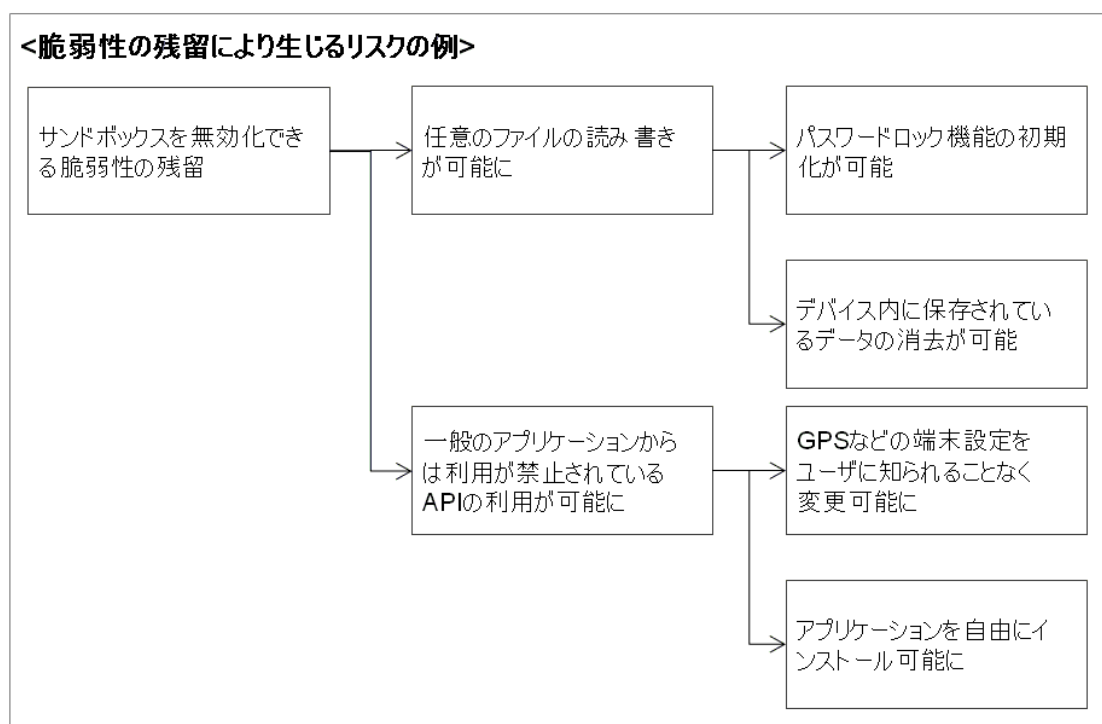 <脆弱性の残留により生じるリスクの例>
サンドボックスを無効化でき
る脆弱性の残留
任意のファイルの読み書き
が可能に
パスワードロック機能の初期
化が可能
デバイス内に保存されてい
るデータの消去が可能
一般のアプリケーションから
は利用が禁止されている
APIの利用が可能に
GPSなどの端末設定を
ユーザに知られることなく
変更可能に
アプリケーションを自由にイ
ンストール可能に